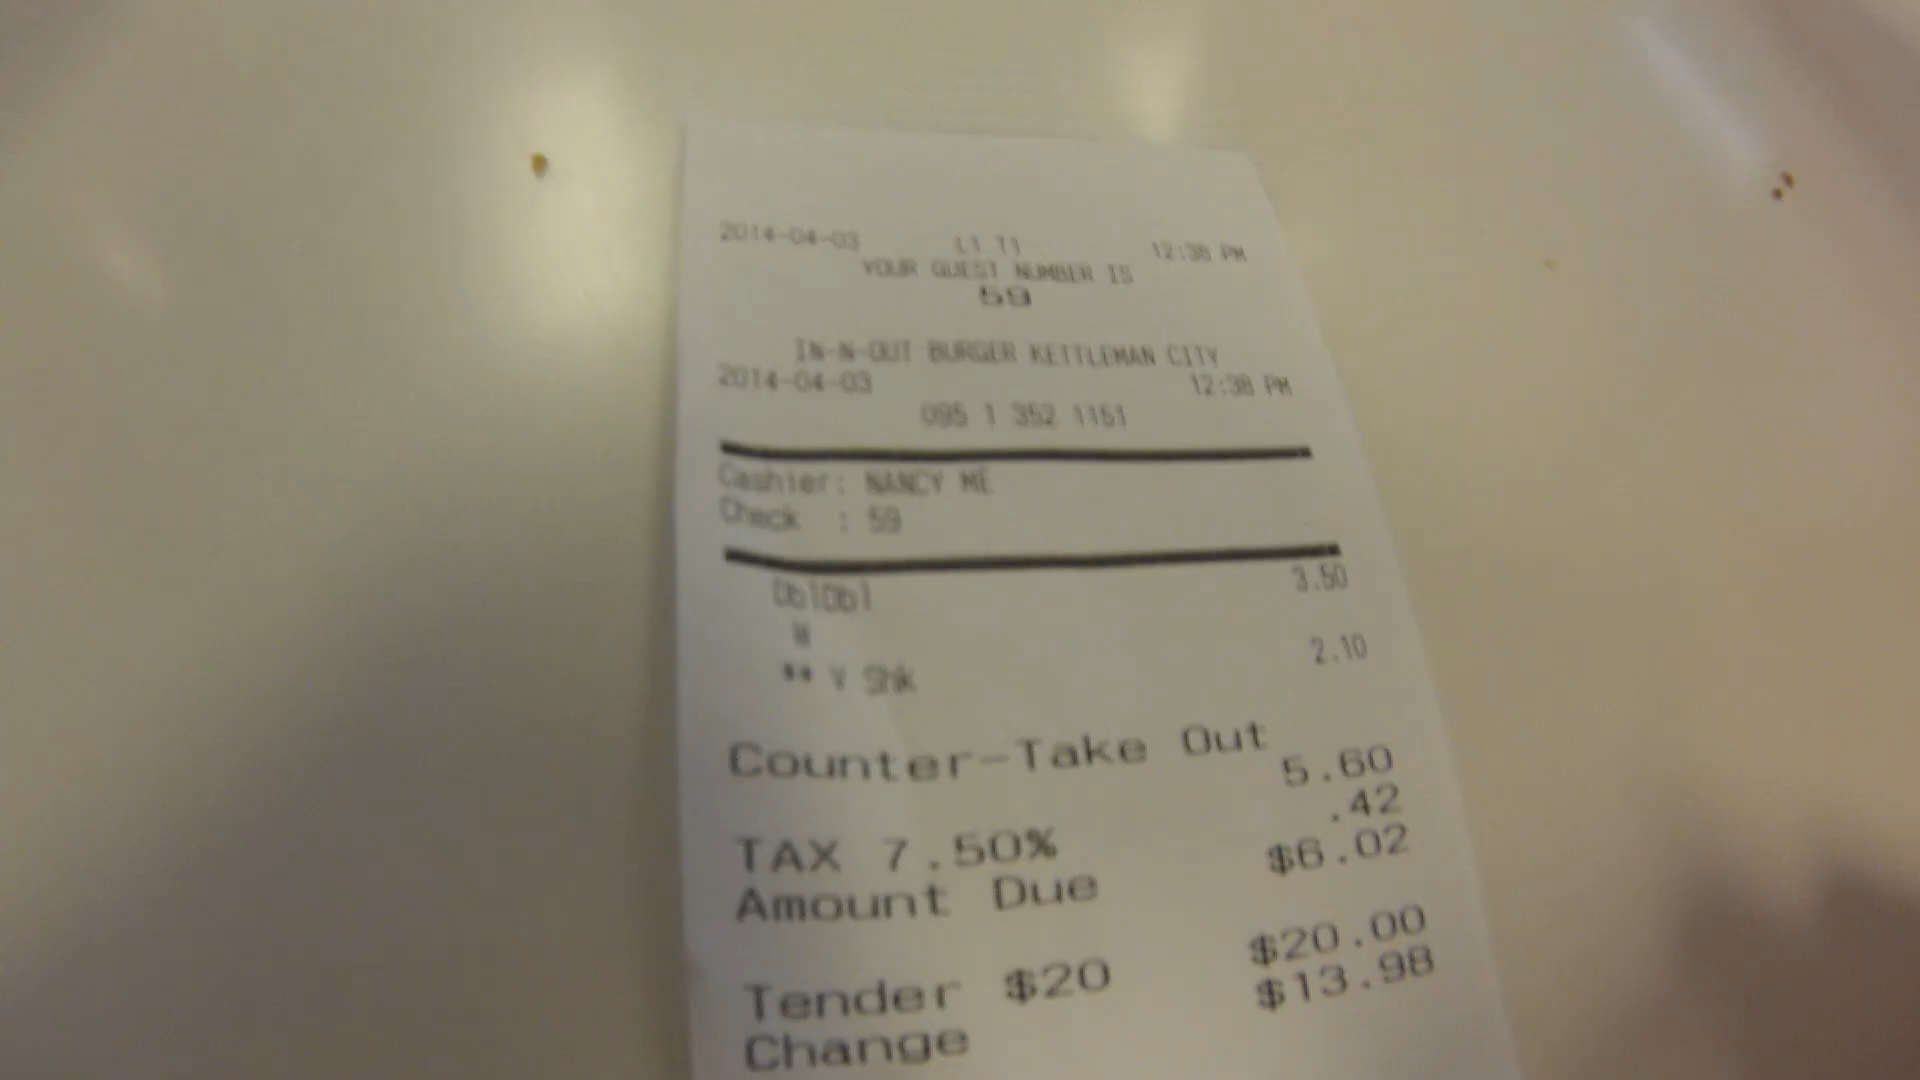 2014-04-03 L1 T1 12:38 PM
YOUR GUEST NUMBER IS
59
IN-N-OUT BURGER KETTLEMAN CITY
2014-04-03 12:38 PM
095 1 352 1151
Cashier: NANCY ME
Check : 59
DblDbl 3.50
** V Shk 2.10
Counter-Take Out 5.60
TAX 7.50% .42
Amount Due $6.02
Tender $20 $20.00
Change $13.98